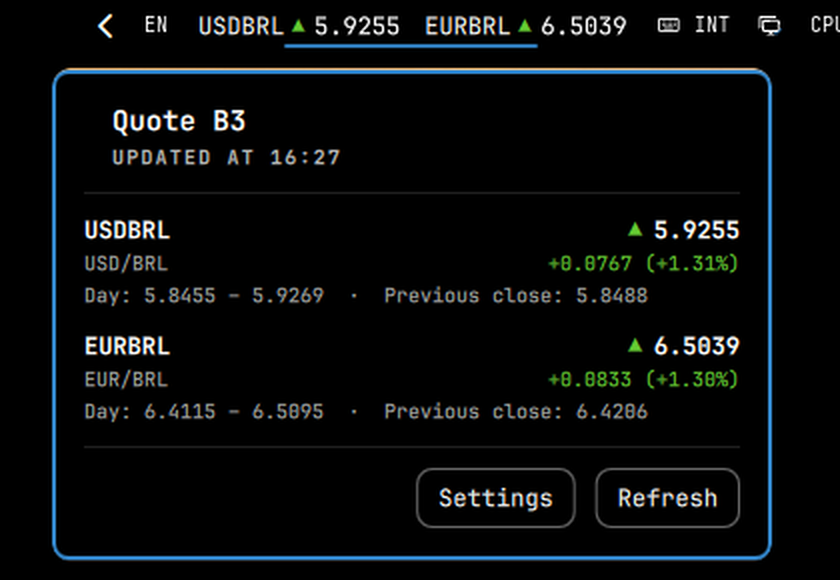 EN USDBRL ▲ 5.9255 EURBRL ▲ 6.5039 INT CPU
Quote B3
UPDATED AT 16:27
USDBRL ▲ 5.9255
USD/BRL +0.0767 (+1.31%)
Day: 5.8455 – 5.9269 · Previous close: 5.8488
EURBRL ▲ 6.5039
EUR/BRL +0.0833 (+1.30%)
Day: 6.4115 – 6.5095 · Previous close: 6.4206
Settings Refresh